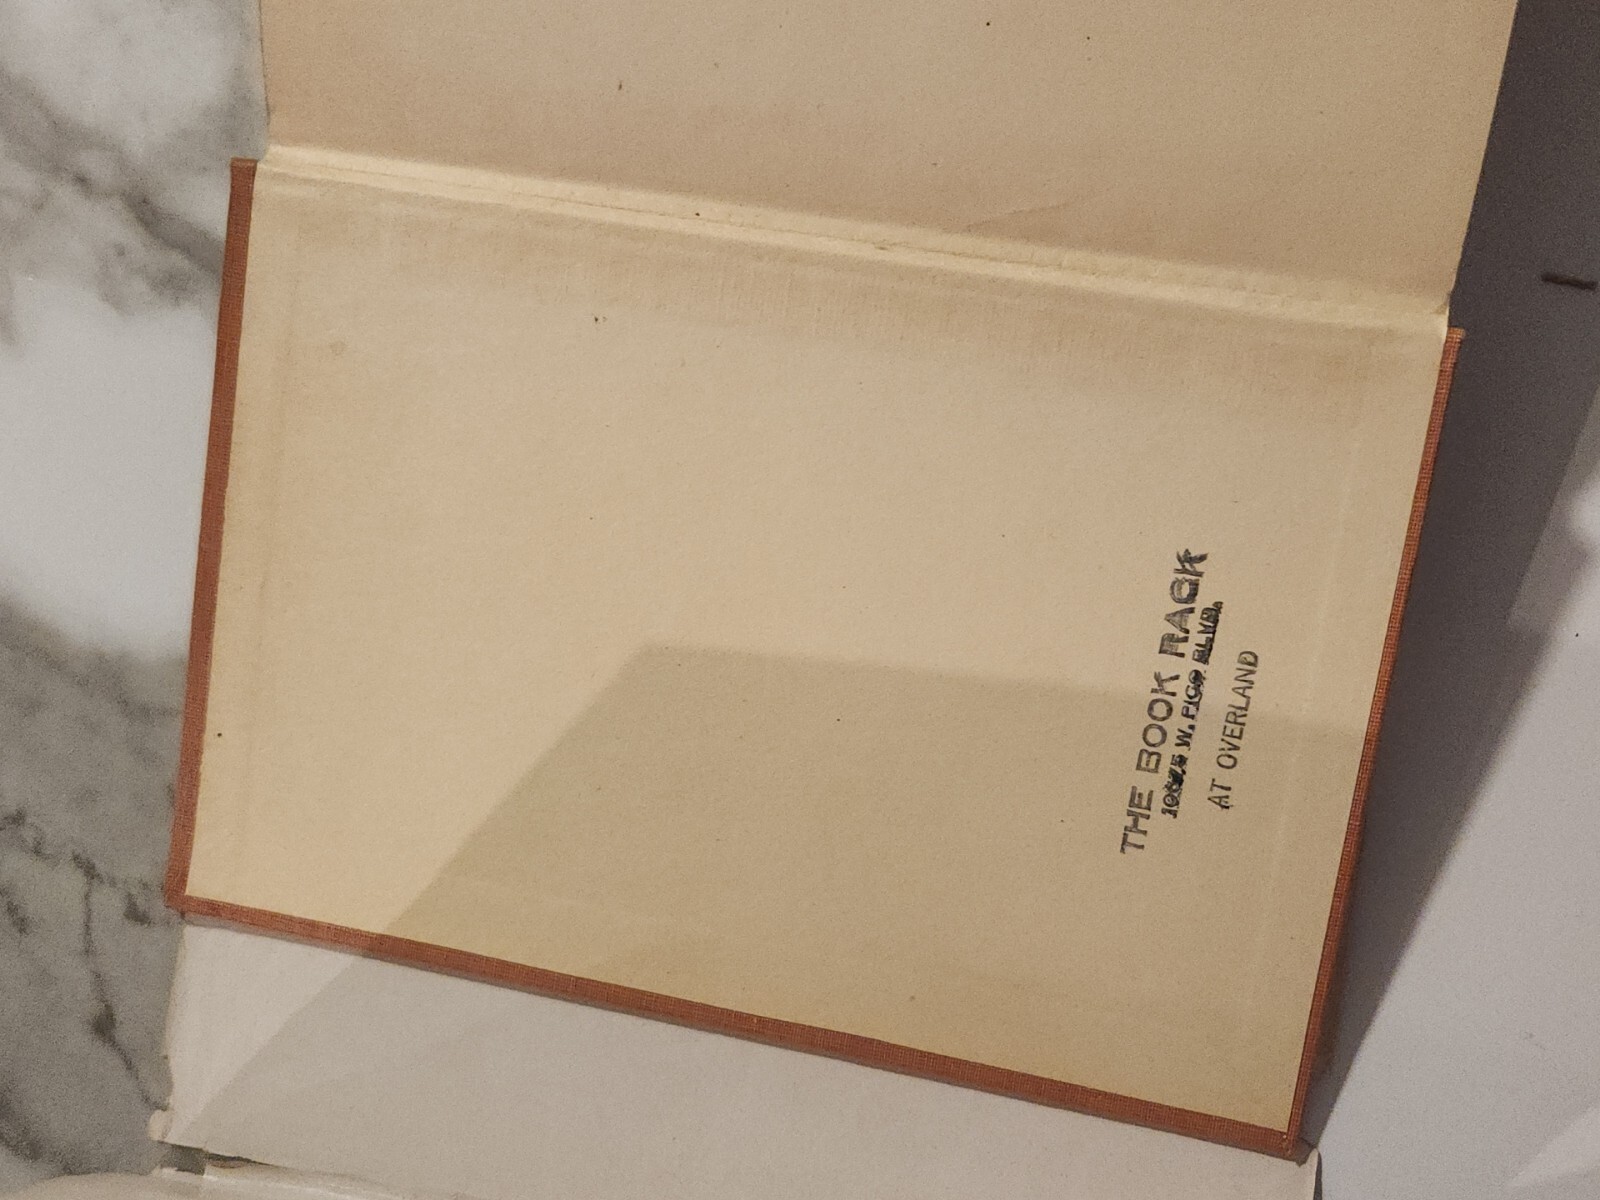 THE BOOK RACK
W. PICO BLVD.
AT OVERLAND